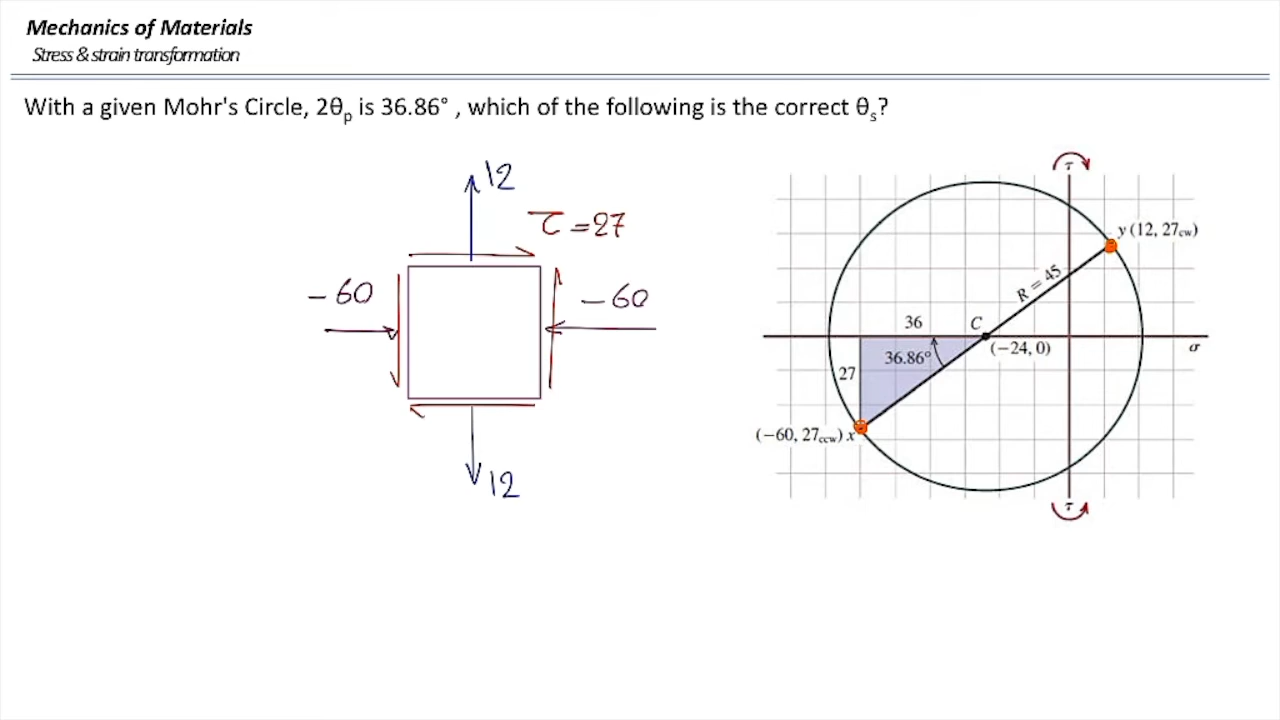 Mechanics of Materials
Stress & strain transformation
With a given Mohr's Circle, 2θp is 36.86° , which of the following is the correct θs?
12
τ = 27
-60
-60
12
τ
y (12, 27cw)
R = 45
36
C
(−24, 0)
σ
36.86°
27
(−60, 27ccw) x
τ